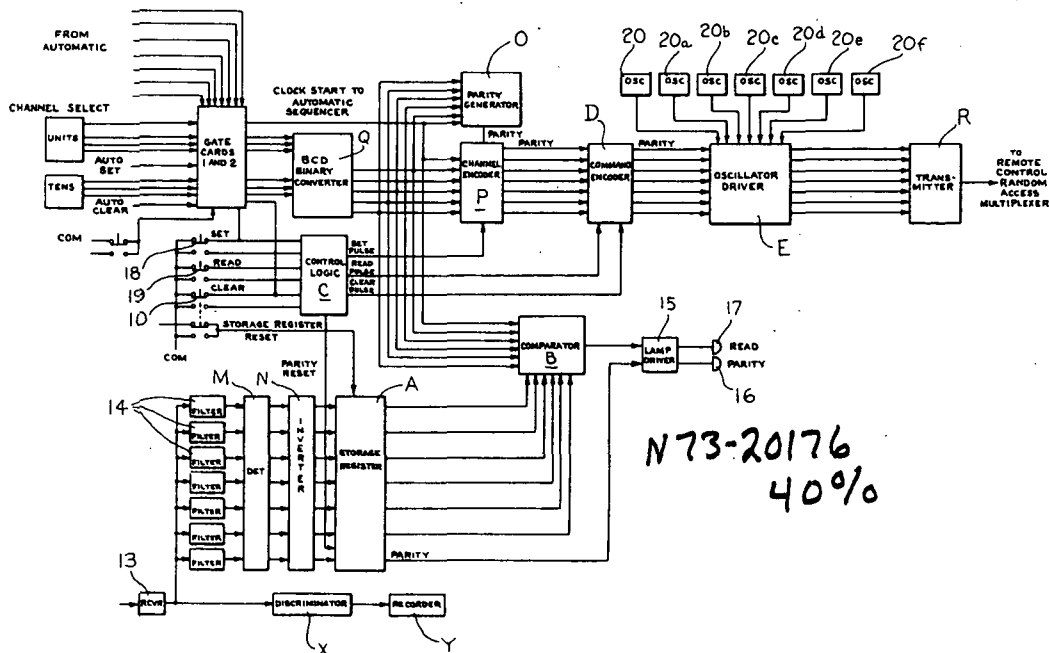 FROM
AUTOMATIC
CHANNEL SELECT
UNITS
AUTO
SET
TENS
AUTO
CLEAR
COM
GATE
CARDS
1 AND 2
CLOCK START TO
AUTOMATIC
SEQUENCER
Q
BCD
BINARY
CONVERTER
O
PARITY
GENERATOR
PARITY
CHANNEL
ENCODER
P
PARITY
D
COMMAND
ENCODER
PARITY
20
20a
20b
20c
20d
20e
20f
OSC
OSC
OSC
OSC
OSC
OSC
OSC
OSCILLATOR
DRIVER
E
R
TRANS-
MITTER
TO
REMOTE
CONTROL
RANDOM
ACCESS
MULTIPLEXER
SET
18
READ
19
CLEAR
10
STORAGE REGISTER
RESET
COM
CONTROL
LOGIC
C
SET
PULSE
READ
PULSE
CLEAR
PULSE
PARITY
RESET
COMPARATOR
B
15
LAMP
DRIVER
17
READ
PARITY
16
14
FILTER
FILTER
FILTER
FILTER
FILTER
FILTER
FILTER
M
DET
N
INVERTER
A
STORAGE
REGISTER
PARITY
N73-20176
40%
13
RCVR
DISCRIMINATOR
X
RECORDER
Y